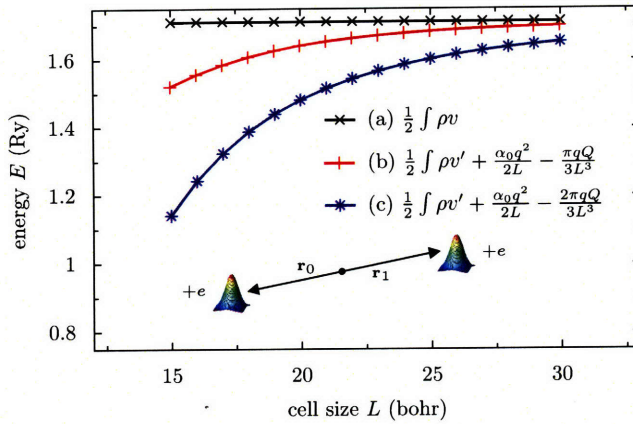 energy E (Ry)
1.6
1.4
1.2
1
0.8
(a) ½ ∫ ρv
(b) ½ ∫ ρv′ + α₀q²/2L − πqQ/3L³
(c) ½ ∫ ρv′ + α₀q²/2L − 2πqQ/3L³
+e
r₀
r₁
+e
15 20 25 30
cell size L (bohr)